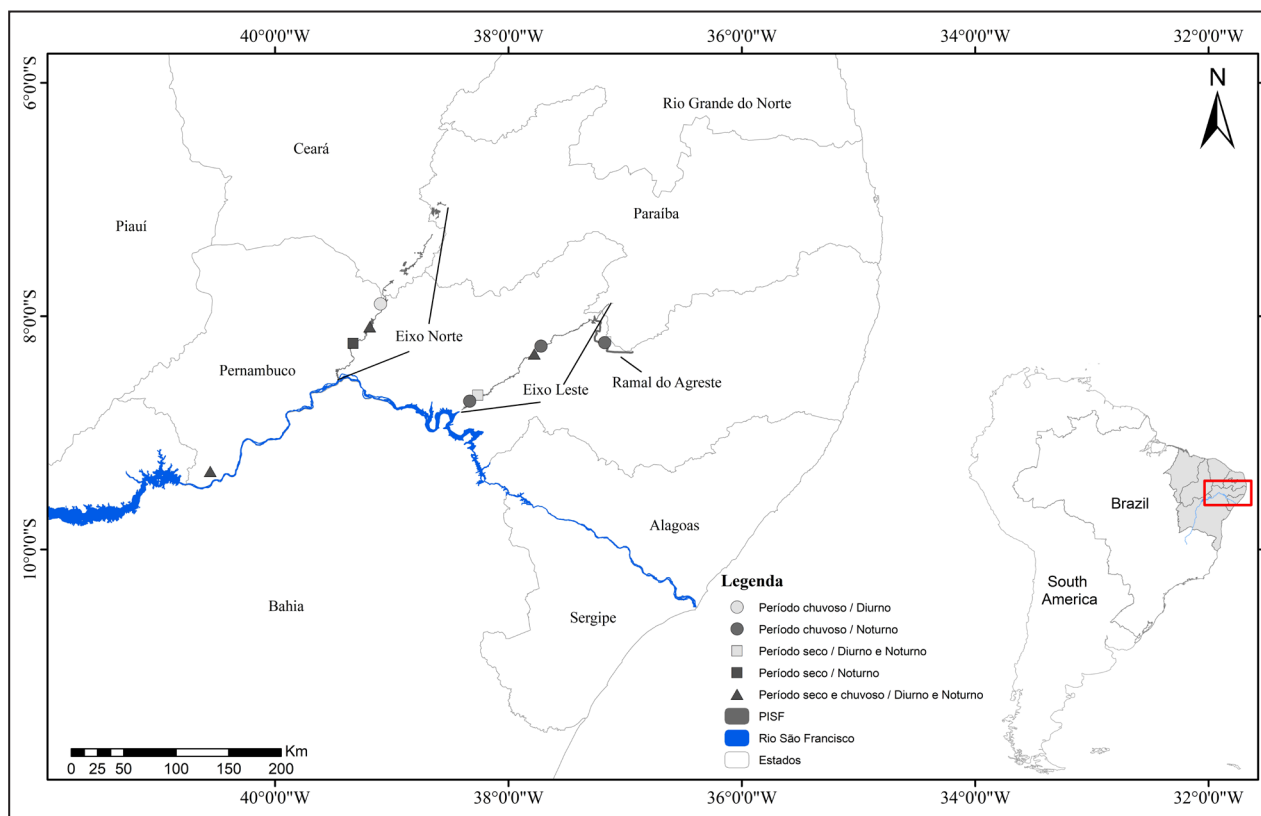 40°0'0"W
38°0'0"W
36°0'0"W
34°0'0"W
32°0'0"W
6°0'0"S
8°0'0"S
10°0'0"S
N
Rio Grande do Norte
Ceará
Piauí
Paraíba
Eixo Norte
Pernambuco
Eixo Leste
Ramal do Agreste
Alagoas
Bahia
Sergipe
Brazil
South
America
Legenda
Período chuvoso / Diurno
Período chuvoso / Noturno
Período seco / Diurno e Noturno
Período seco / Noturno
Período seco e chuvoso / Diurno e Noturno
PISF
Rio São Francisco
Estados
Km
0 25 50 100 150 200
40°0'0"W
38°0'0"W
36°0'0"W
34°0'0"W
32°0'0"W